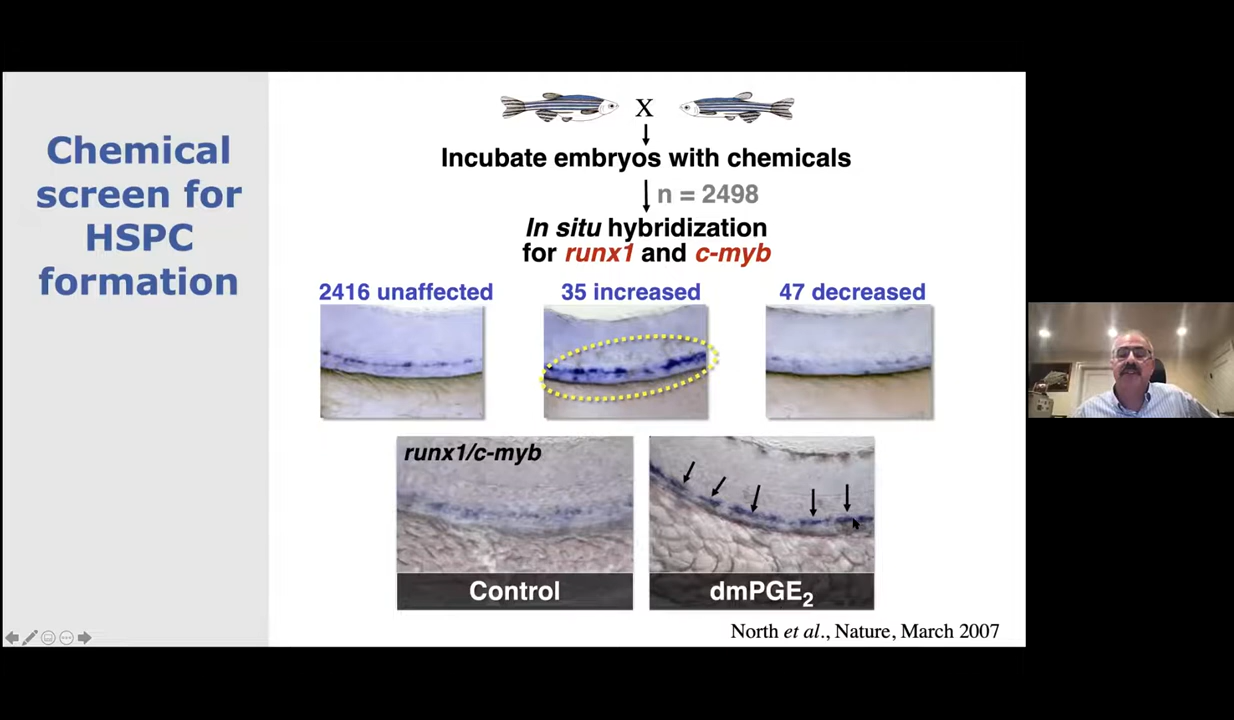 Chemical
screen for
HSPC
formation
X
Incubate embryos with chemicals
n = 2498
In situ hybridization
for runx1 and c-myb
2416 unaffected
35 increased
47 decreased
runx1/c-myb
Control
dmPGE2
North et al., Nature, March 2007